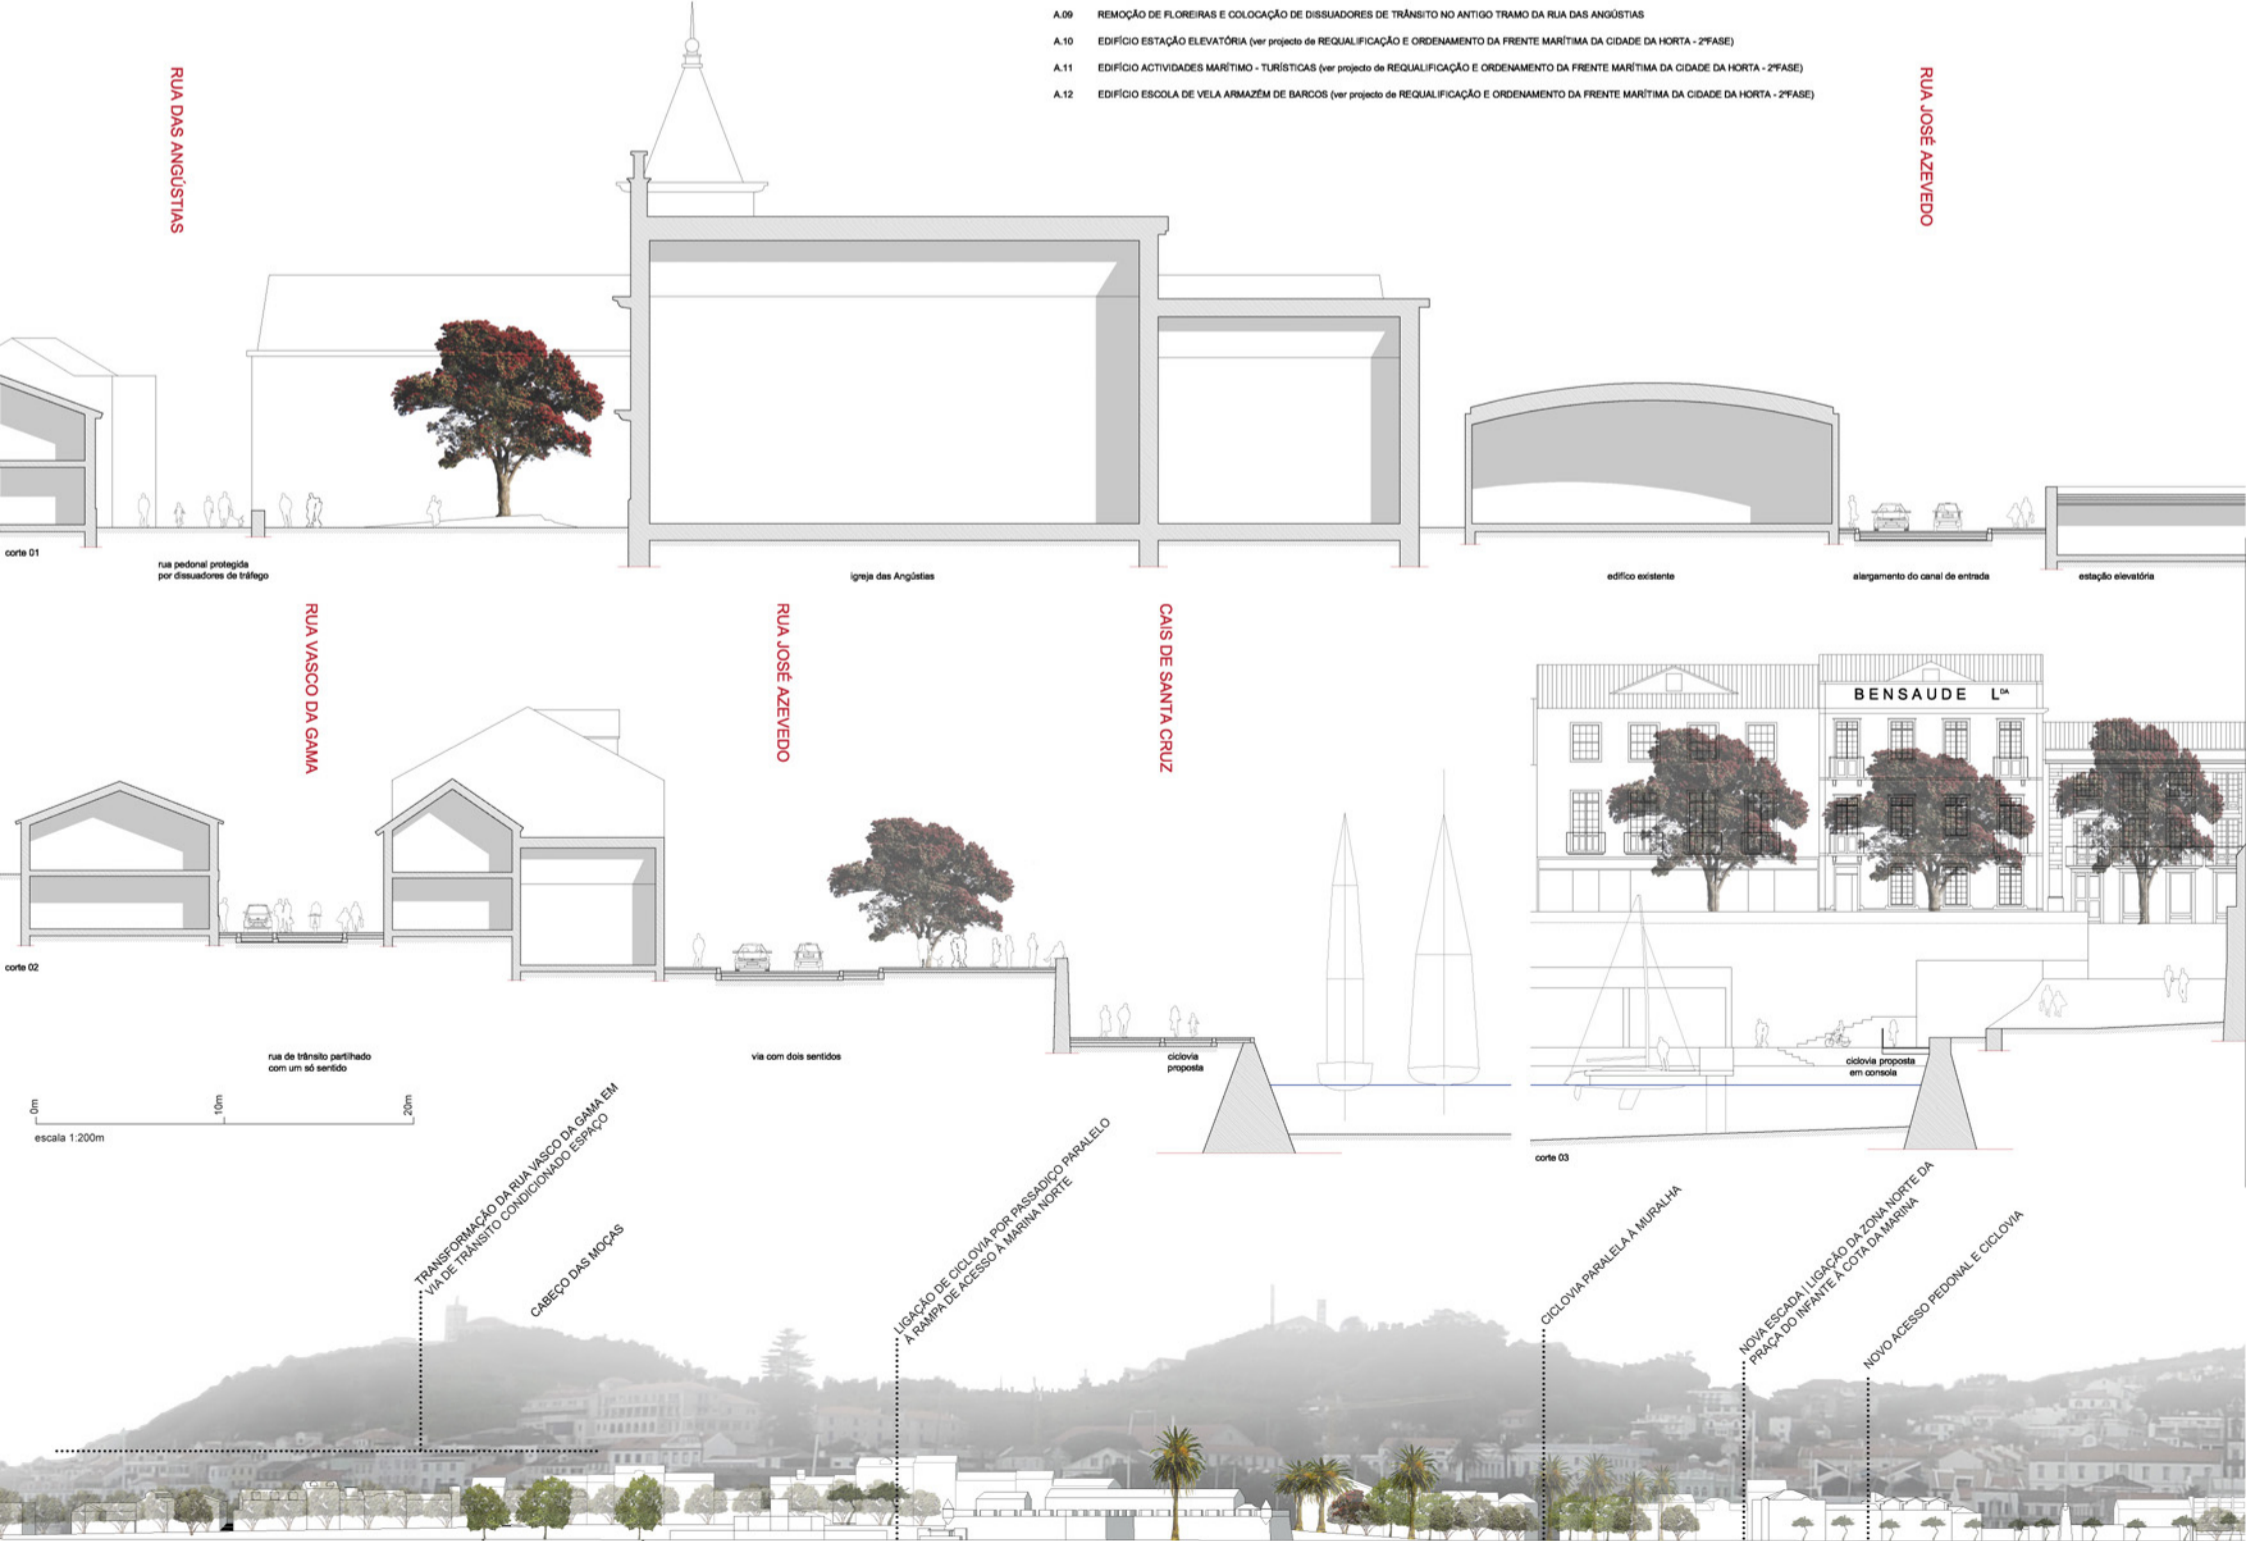 A.09 REMOÇÃO DE FLOREIRAS E COLOCAÇÃO DE DISSUADORES DE TRÂNSITO NO ANTIGO TRAMO DA RUA DAS ANGÚSTIAS
A.10 EDIFÍCIO ESTAÇÃO ELEVATÓRIA (ver projecto de REQUALIFICAÇÃO E ORDENAMENTO DA FRENTE MARÍTIMA DA CIDADE DA HORTA - 2ªFASE)
A.11 EDIFÍCIO ACTIVIDADES MARÍTIMO - TURÍSTICAS (ver projecto de REQUALIFICAÇÃO E ORDENAMENTO DA FRENTE MARÍTIMA DA CIDADE DA HORTA - 2ªFASE)
A.12 EDIFÍCIO ESCOLA DE VELA ARMAZÉM DE BARCOS (ver projecto de REQUALIFICAÇÃO E ORDENAMENTO DA FRENTE MARÍTIMA DA CIDADE DA HORTA - 2ªFASE)
RUA DAS ANGÚSTIAS
RUA JOSÉ AZEVEDO
corte 01
rua pedonal protegida
por dissuadores de tráfego
igreja das Angústias
edifico existente
alargamento do canal de entrada
estação elevatória
RUA VASCO DA GAMA
RUA JOSÉ AZEVEDO
CAIS DE SANTA CRUZ
BENSAUDE LDA
corte 02
rua de trânsito partilhado
com um só sentido
via com dois sentidos
ciclovia
proposta
ciclovia proposta
em consola
corte 03
0m
10m
20m
escala 1:200m
TRANSFORMAÇÃO DA RUA VASCO DA GAMA EM
VIA DE TRÂNSITO CONDICIONADO ESPAÇO
CABEÇO DAS MOÇAS
LIGAÇÃO DE CICLOVIA POR PASSADIÇO PARALELO
À RAMPA DE ACESSO À MARINA NORTE
CICLOVIA PARALELA À MURALHA
NOVA ESCADA | LIGAÇÃO DA ZONA NORTE DA
PRAÇA DO INFANTE À COTA DA MARINA
NOVO ACESSO PEDONAL E CICLOVIA